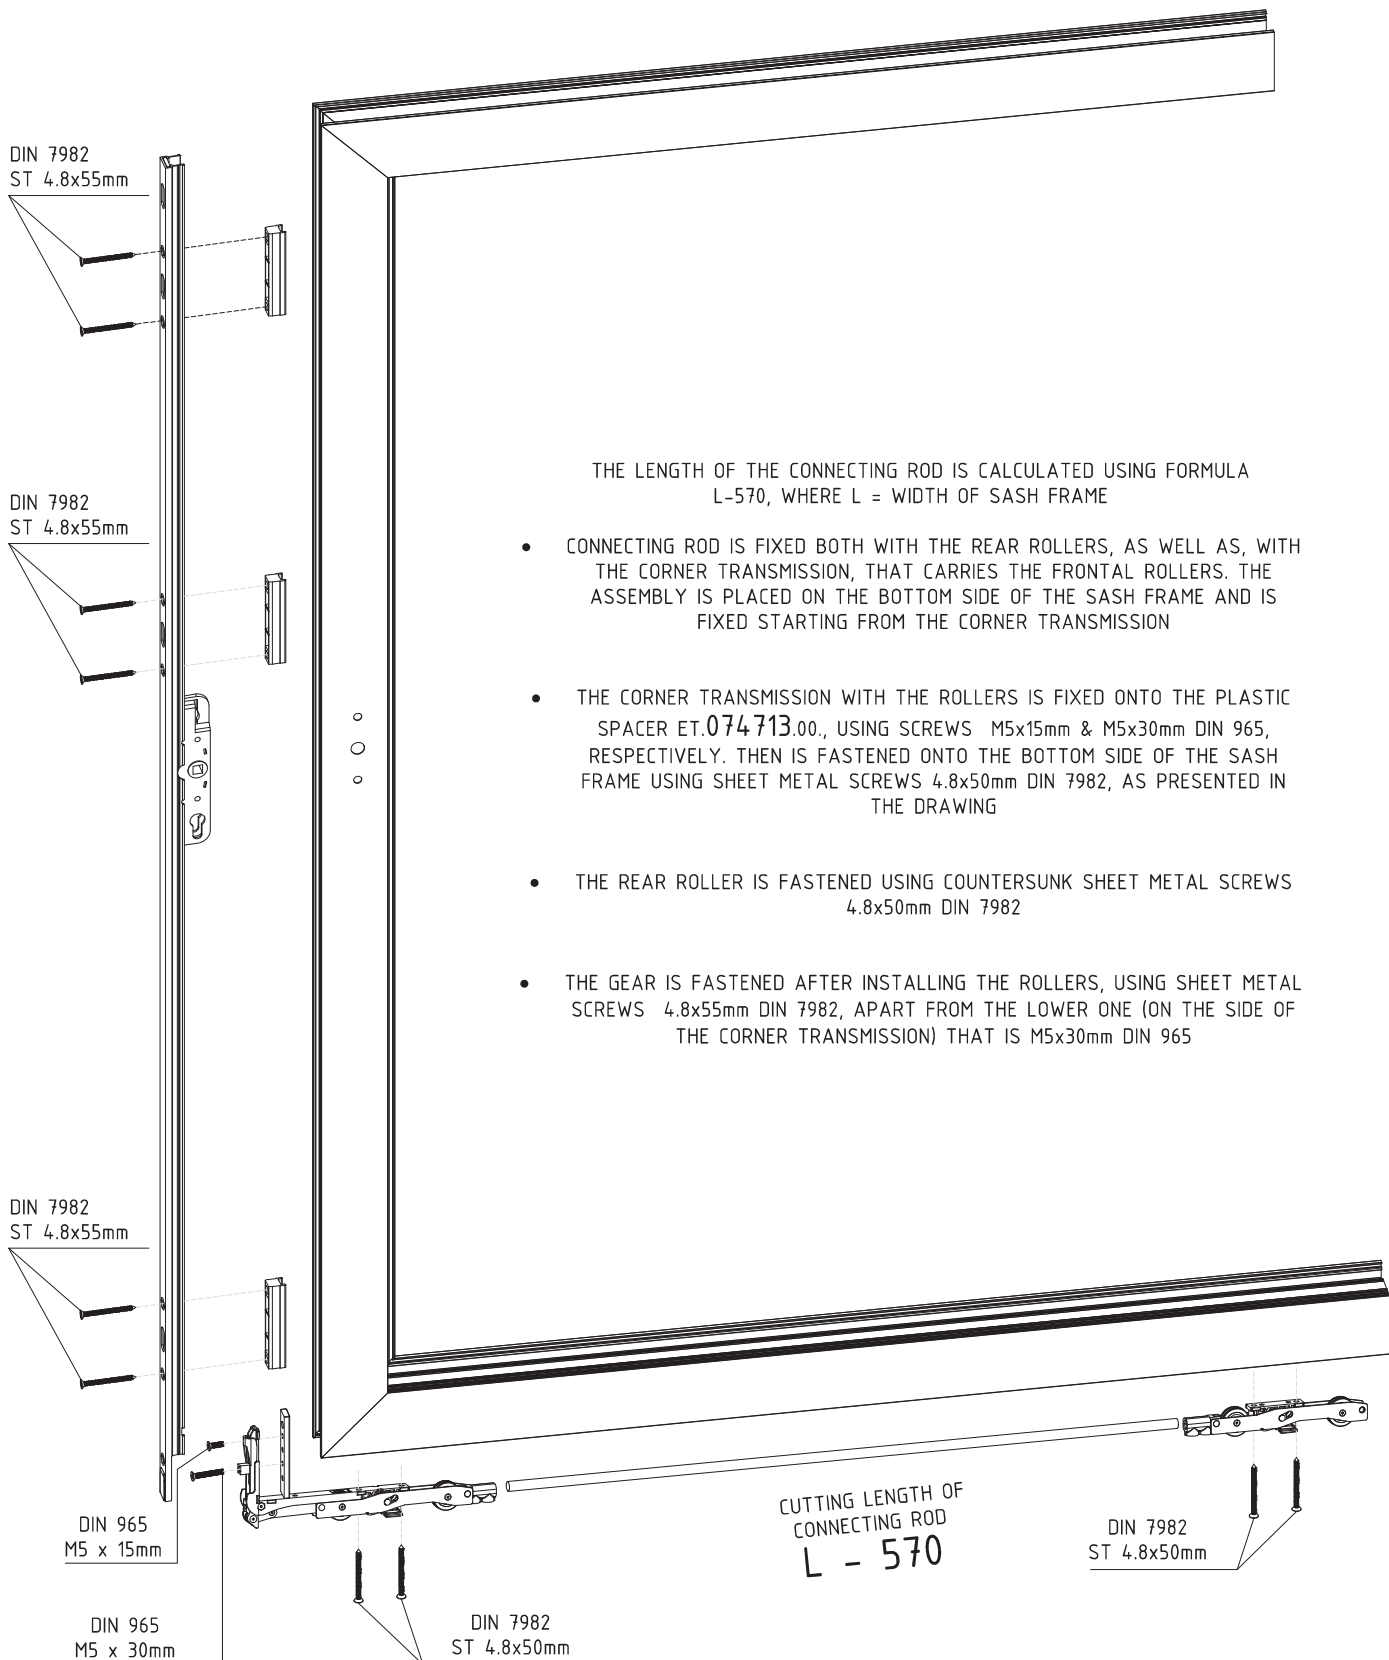 DIN 7982
ST 4.8x55mm
THE LENGTH OF THE CONNECTING ROD IS CALCULATED USING FORMULA
L-570, WHERE L = WIDTH OF SASH FRAME
DIN 7982
ST 4.8x55mm
• CONNECTING ROD IS FIXED BOTH WITH THE REAR ROLLERS, AS WELL AS, WITH
THE CORNER TRANSMISSION, THAT CARRIES THE FRONTAL ROLLERS. THE
ASSEMBLY IS PLACED ON THE BOTTOM SIDE OF THE SASH FRAME AND IS
FIXED STARTING FROM THE CORNER TRANSMISSION
• THE CORNER TRANSMISSION WITH THE ROLLERS IS FIXED ONTO THE PLASTIC
SPACER ET.074713.00., USING SCREWS M5x15mm & M5x30mm DIN 965,
RESPECTIVELY. THEN IS FASTENED ONTO THE BOTTOM SIDE OF THE SASH
FRAME USING SHEET METAL SCREWS 4.8x50mm DIN 7982, AS PRESENTED IN
THE DRAWING
• THE REAR ROLLER IS FASTENED USING COUNTERSUNK SHEET METAL SCREWS
4.8x50mm DIN 7982
• THE GEAR IS FASTENED AFTER INSTALLING THE ROLLERS, USING SHEET METAL
SCREWS 4.8x55mm DIN 7982, APART FROM THE LOWER ONE (ON THE SIDE OF
THE CORNER TRANSMISSION) THAT IS M5x30mm DIN 965
DIN 7982
ST 4.8x55mm
CUTTING LENGTH OF
CONNECTING ROD
L - 570
DIN 965
M5 x 15mm
DIN 7982
ST 4.8x50mm
DIN 965
M5 x 30mm
DIN 7982
ST 4.8x50mm